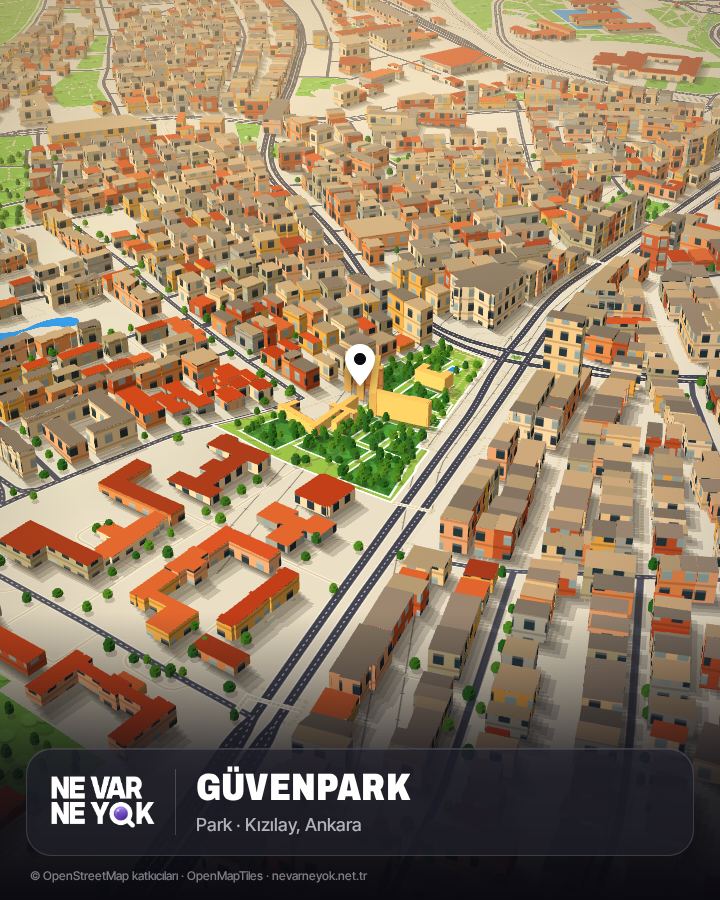 NE VAR
NE YOK
GÜVENPARK
Park · Kızılay, Ankara
© OpenStreetMap katkıcıları · OpenMapTiles · nevarneyok.net.tr